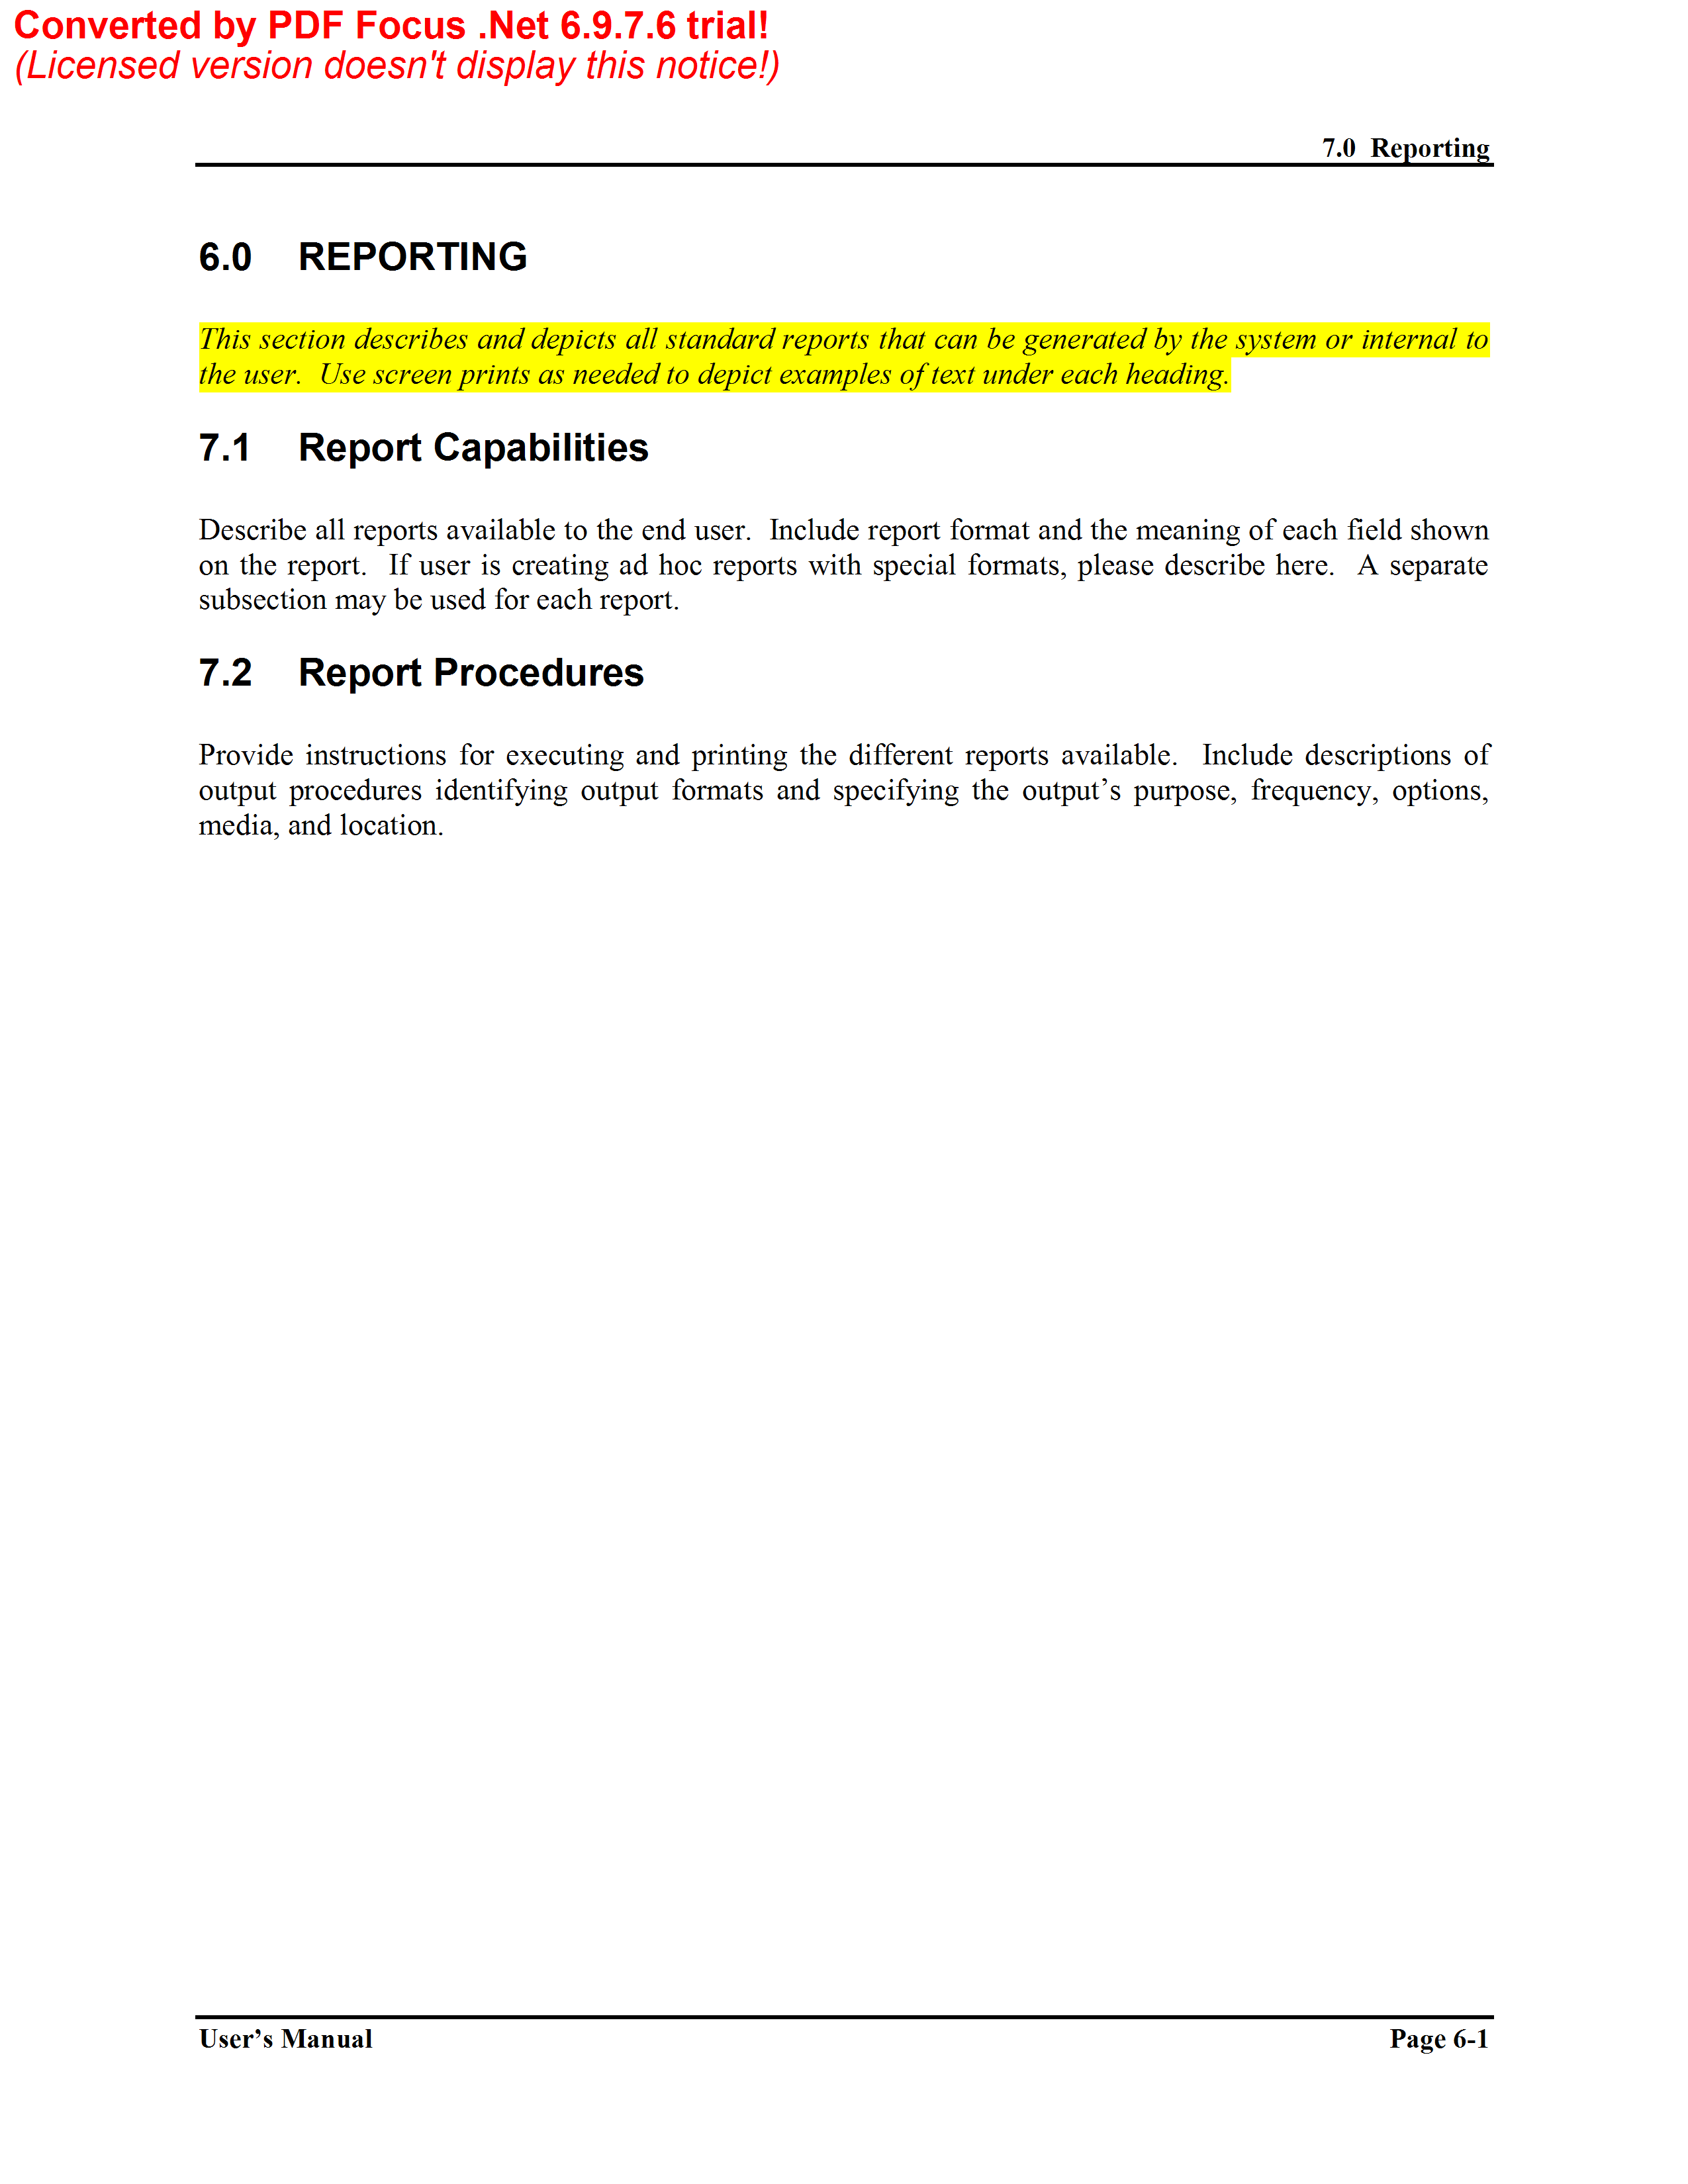 Converted by PDF Focus .Net 6.9.7.6 trial!
(Licensed version doesn't display this notice!)
7.0  Reporting
6.0 REPORTING
This section describes and depicts all standard reports that can be generated by the system or internal to
the user.  Use screen prints as needed to depict examples of text under each heading.
7.1 Report Capabilities
Describe all reports available to the end user.  Include report format and the meaning of each field shown
on the report.  If user is creating ad hoc reports with special formats, please describe here.  A separate
subsection may be used for each report.
7.2 Report Procedures
Provide instructions for executing and printing the different reports available.  Include descriptions of
output procedures identifying output formats and specifying the output’s purpose, frequency, options,
media, and location.
User’s Manual Page 6-1